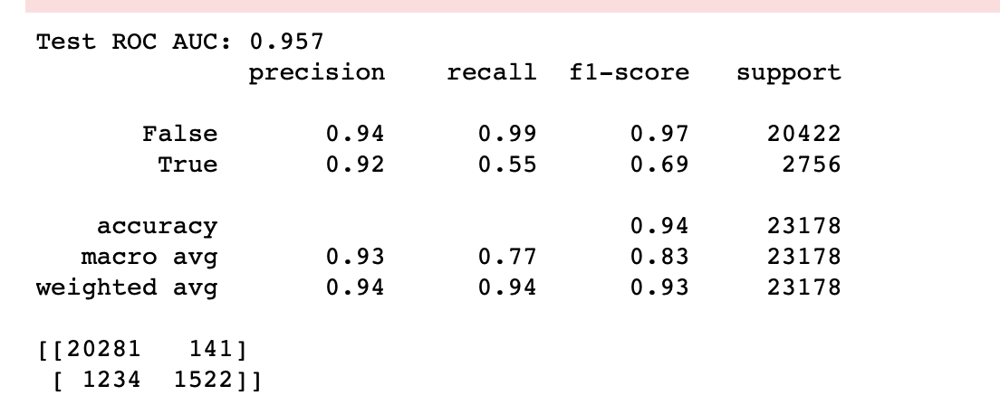 Test ROC AUC: 0.957
precision recall f1-score support
False 0.94 0.99 0.97 20422
True 0.92 0.55 0.69 2756
accuracy 0.94 23178
macro avg 0.93 0.77 0.83 23178
weighted avg 0.94 0.94 0.93 23178
[[20281 141]
[ 1234 1522]]